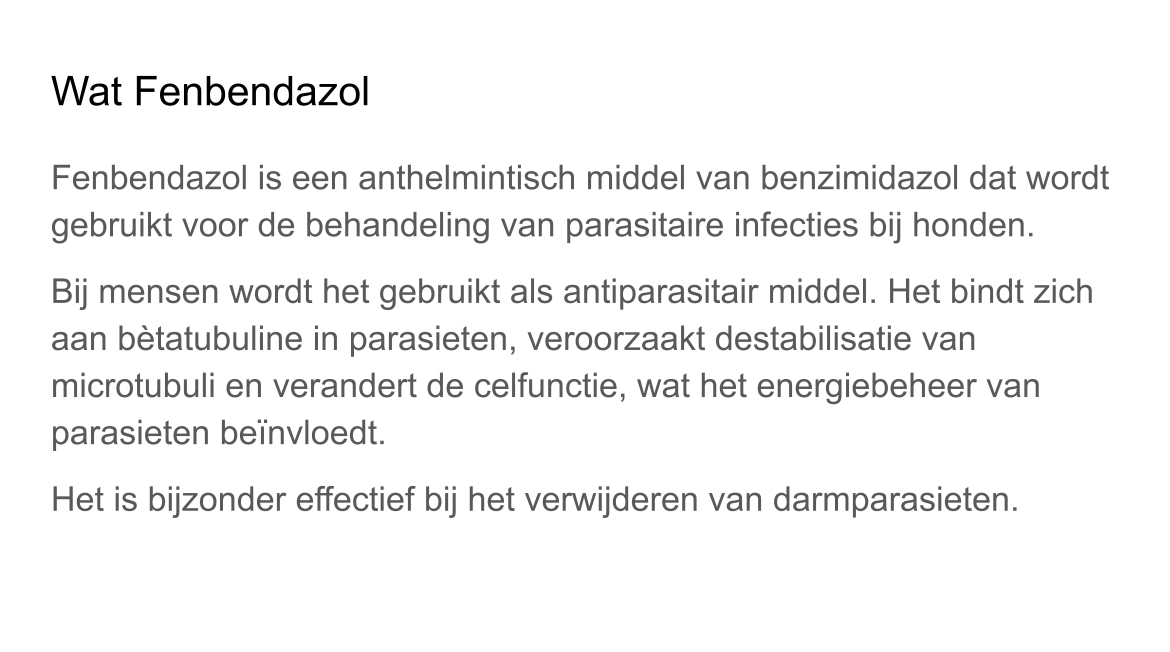 Wat Fenbendazol
Fenbendazol is een anthelmintisch middel van benzimidazol dat wordt
gebruikt voor de behandeling van parasitaire infecties bij honden.
Bij mensen wordt het gebruikt als antiparasitair middel. Het bindt zich
aan bètatubuline in parasieten, veroorzaakt destabilisatie van
microtubuli en verandert de celfunctie, wat het energiebeheer van
parasieten beïnvloedt.
Het is bijzonder effectief bij het verwijderen van darmparasieten.